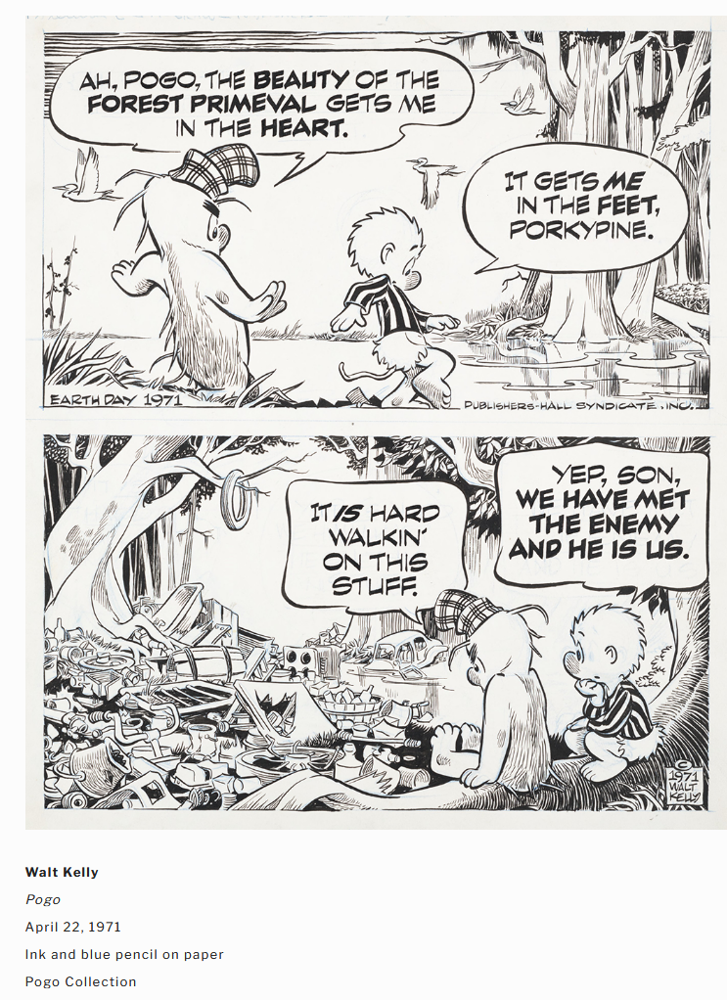 AH, POGO, THE BEAUTY OF THE
FOREST PRIMEVAL GETS ME
IN THE HEART.
IT GETS ME
IN THE FEET,
PORKYPINE.
EARTH DAY 1971
PUBLISHERS-HALL SYNDICATE, INC.
IT IS HARD
WALKIN'
ON THIS
STUFF.
YEP, SON,
WE HAVE MET
THE ENEMY
AND HE IS US.
©
1971
WALT
KELLY
Walt Kelly
Pogo
April 22, 1971
Ink and blue pencil on paper
Pogo Collection